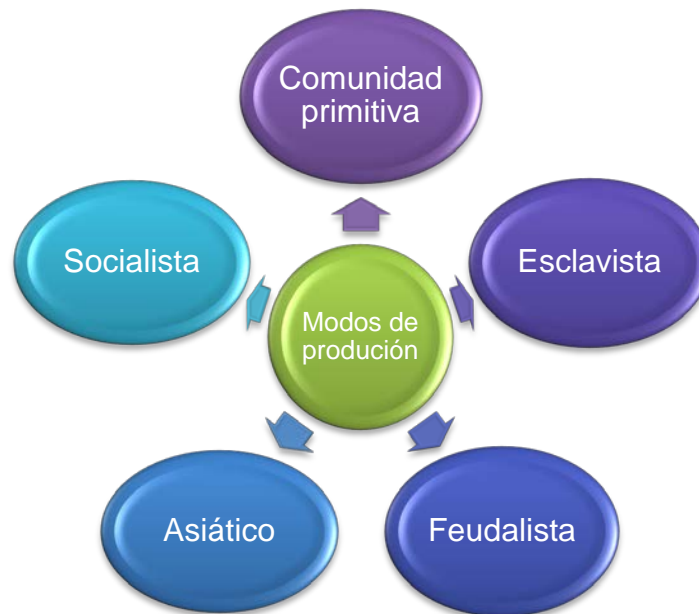 Comunidad
primitiva
Socialista
Esclavista
Modos de
produción
Asiático
Feudalista